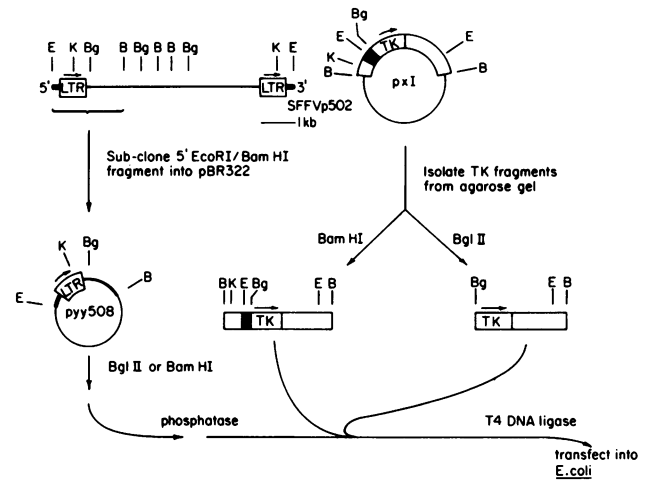 E K Bg B Bg B B Bg K E
5' LTR LTR 3'
SFFVp502
1kb
Bg
E TK E
K
B B
pxI
Sub-clone 5' EcoRI/Bam HI
fragment into pBR322
Isolate TK fragments
from agarose gel
Bam HI Bgl II
K Bg
LTR B
E
pyy508
B K E Bg E B
TK
Bg E B
TK
Bgl II or Bam HI
phosphatase
T4 DNA ligase
transfect into
E.coli